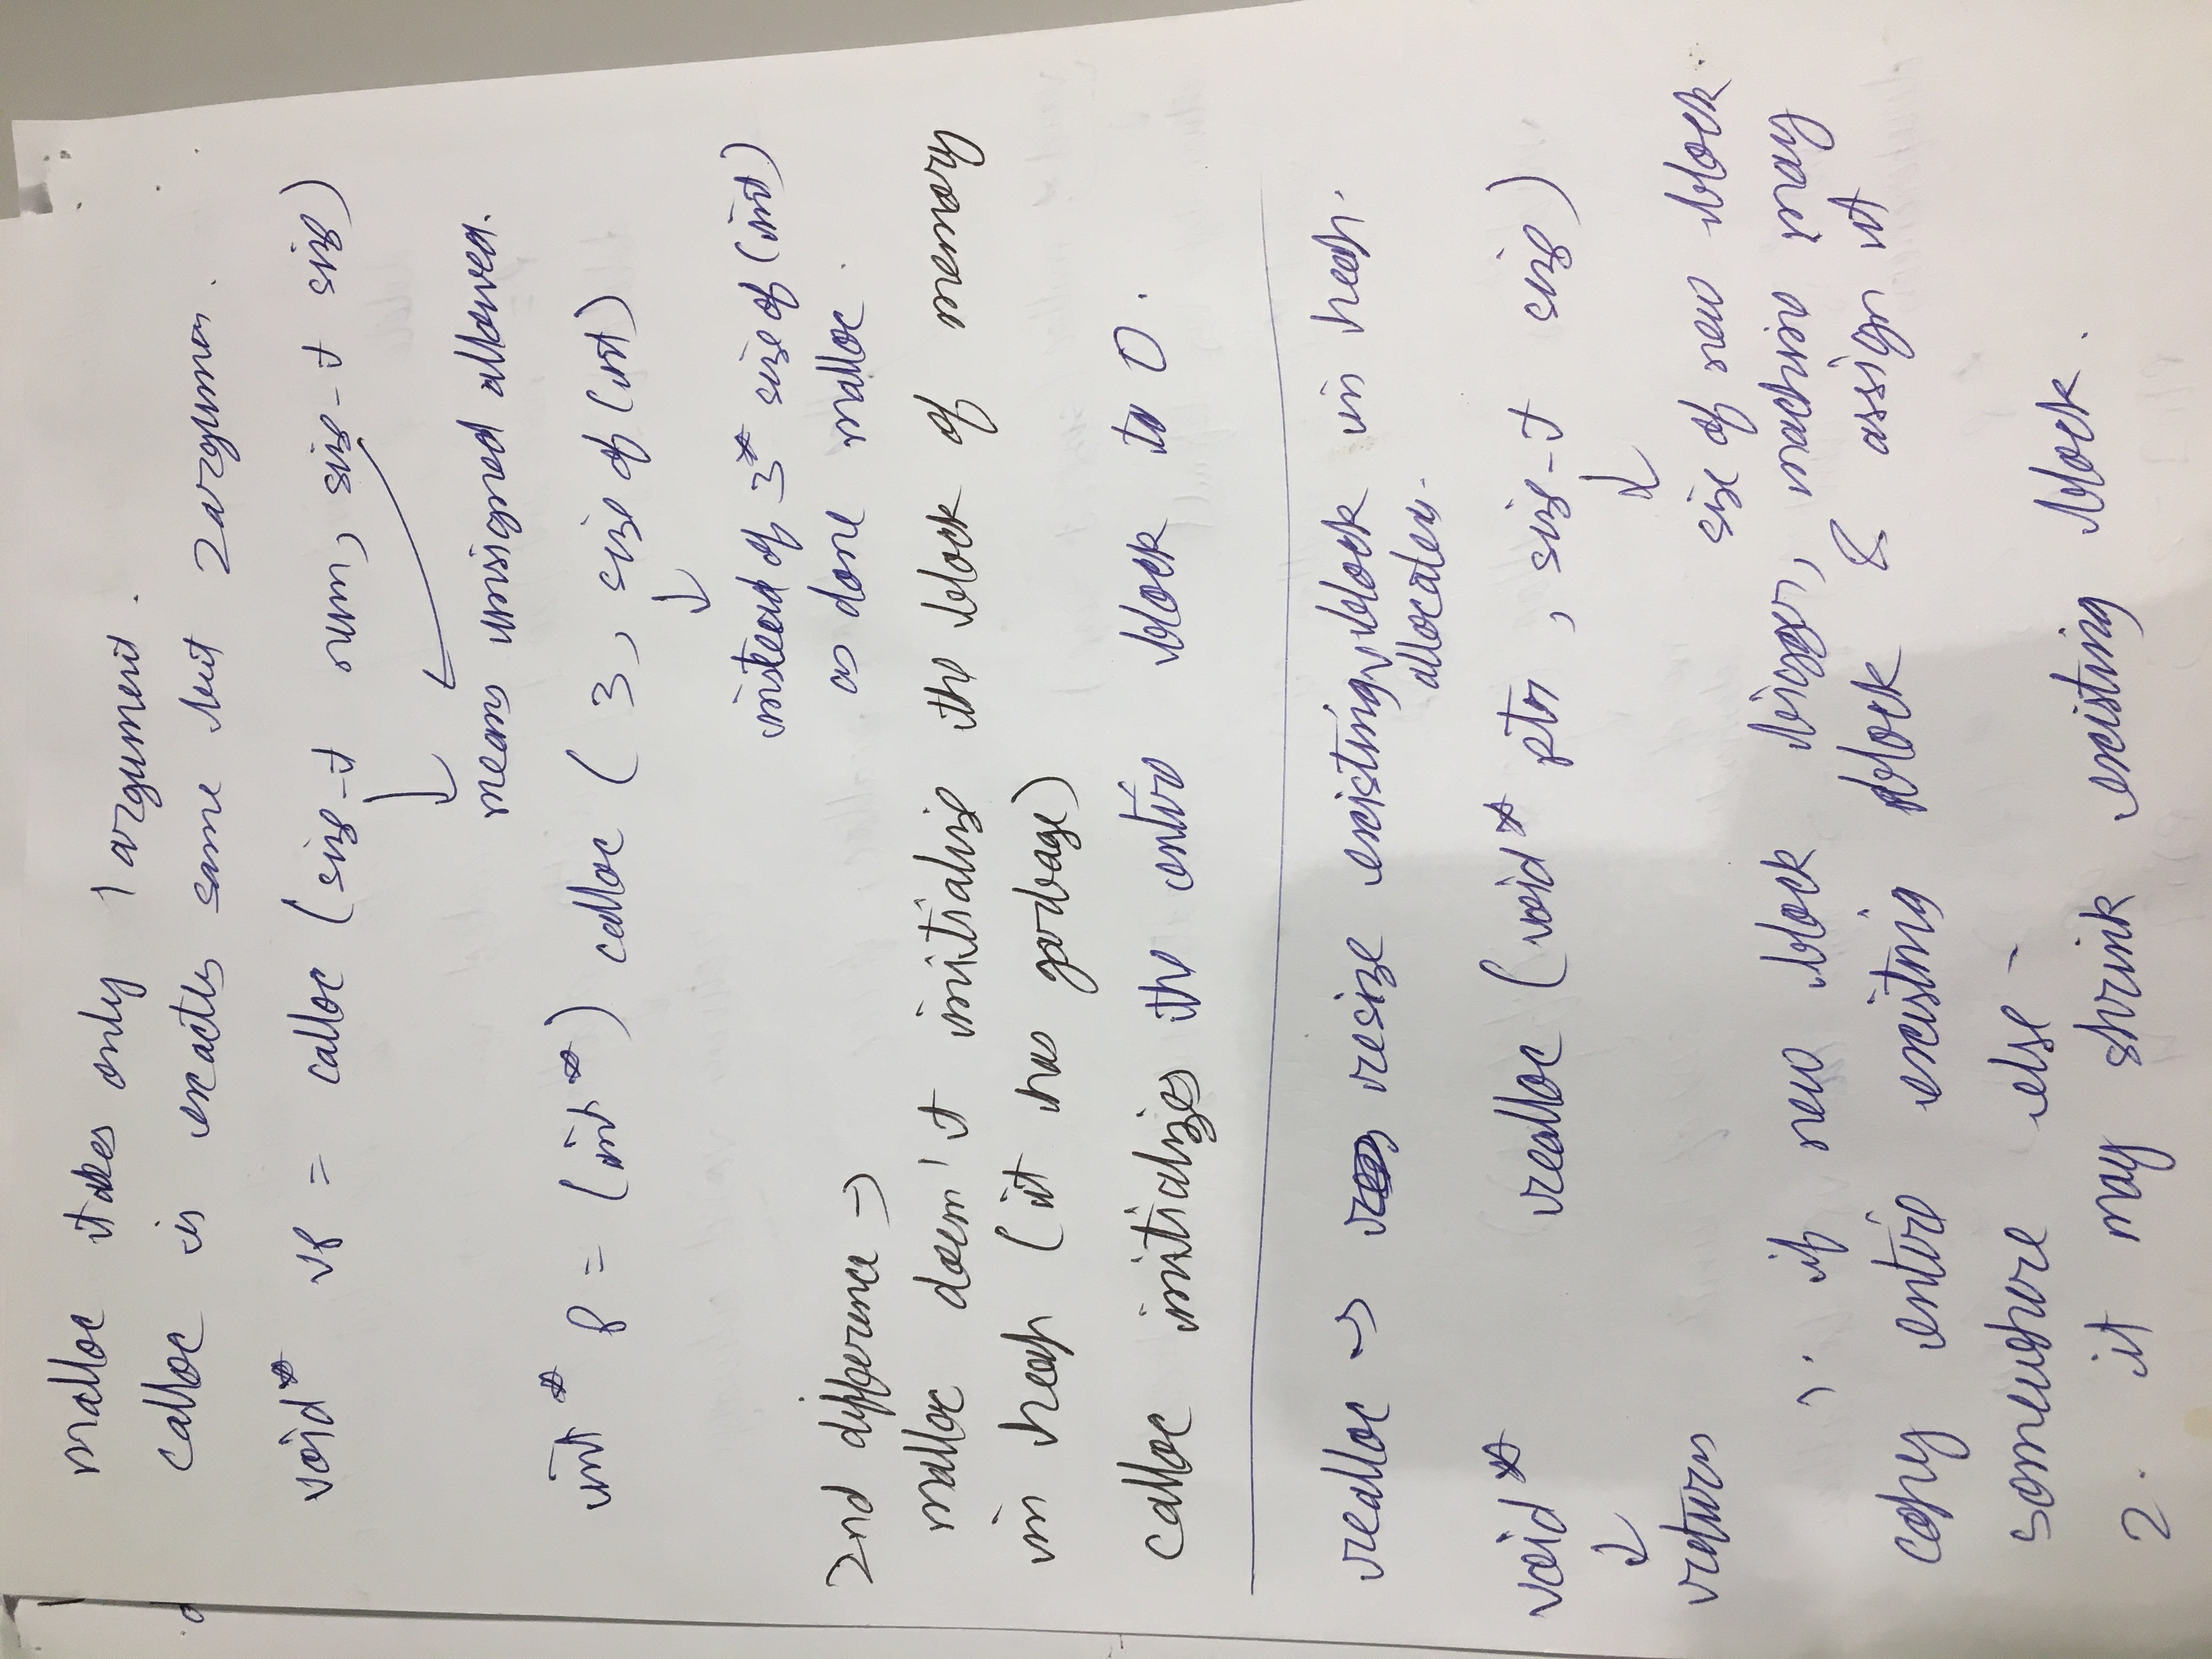 malloc takes only 1 argument.
calloc is exactly same but 2 argumen.
void* vp = calloc (size_t num, size_t size)
means unsigned allowed.
int * p = (int *) calloc ( 3, size of (int)
instead of 3* size of (int)
as done malloc.
2nd difference →
malloc doesn't initialize the block of memory
in heap (it has garbage)
calloc initializes the entire block to 0.
realloc → resize existing block in heap.
allocates.
void * realloc (void* ptr , size_t size)
return
size of new block
1. if new block bigger, machine may
copy entire existing block & assign it
somewhere else -
2. it may shrink existing block.